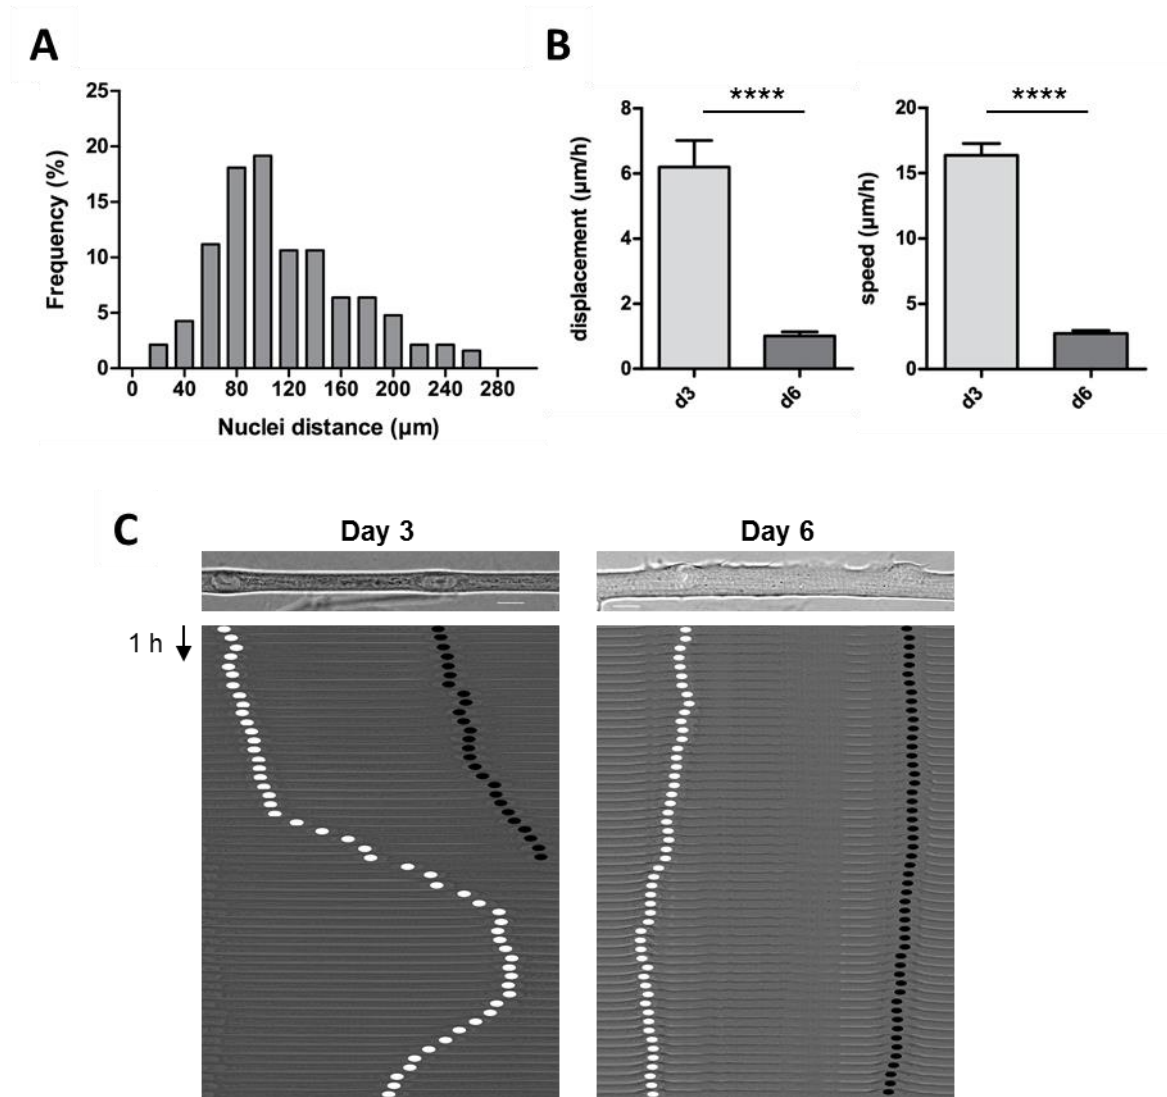 A
B
25
20
15
10
5
0
Frequency (%)
0 40 80 120 160 200 240 280
Nuclei distance (µm)
****
8
6
4
2
0
displacement (µm/h)
d3 d6
****
20
15
10
5
0
speed (µm/h)
d3 d6
C
Day 3
Day 6
1 h